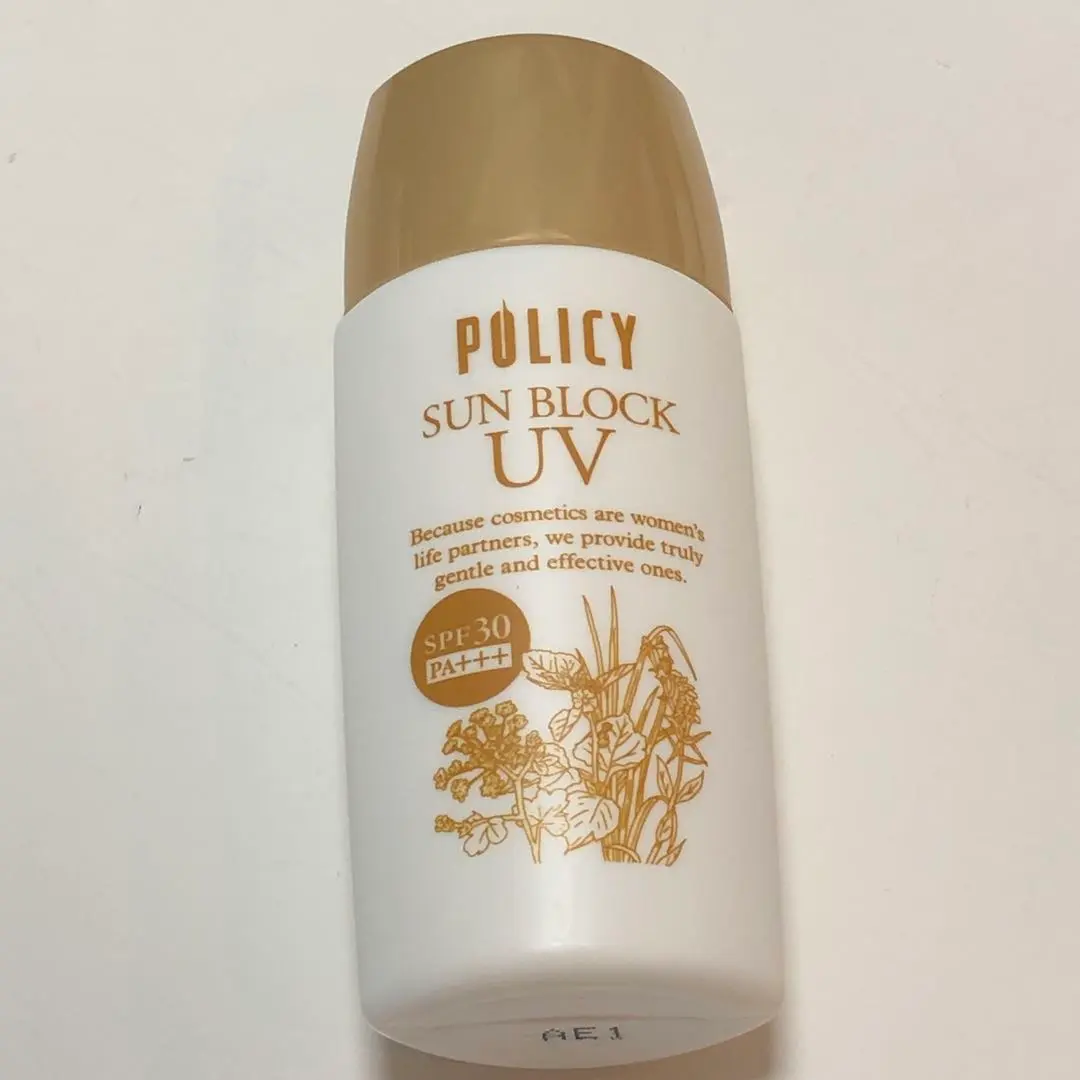 POLICY
SUN BLOCK
UV
Because cosmetics are women's
life partners, we provide truly
gentle and effective ones.
SPF30
PA+++
AE1